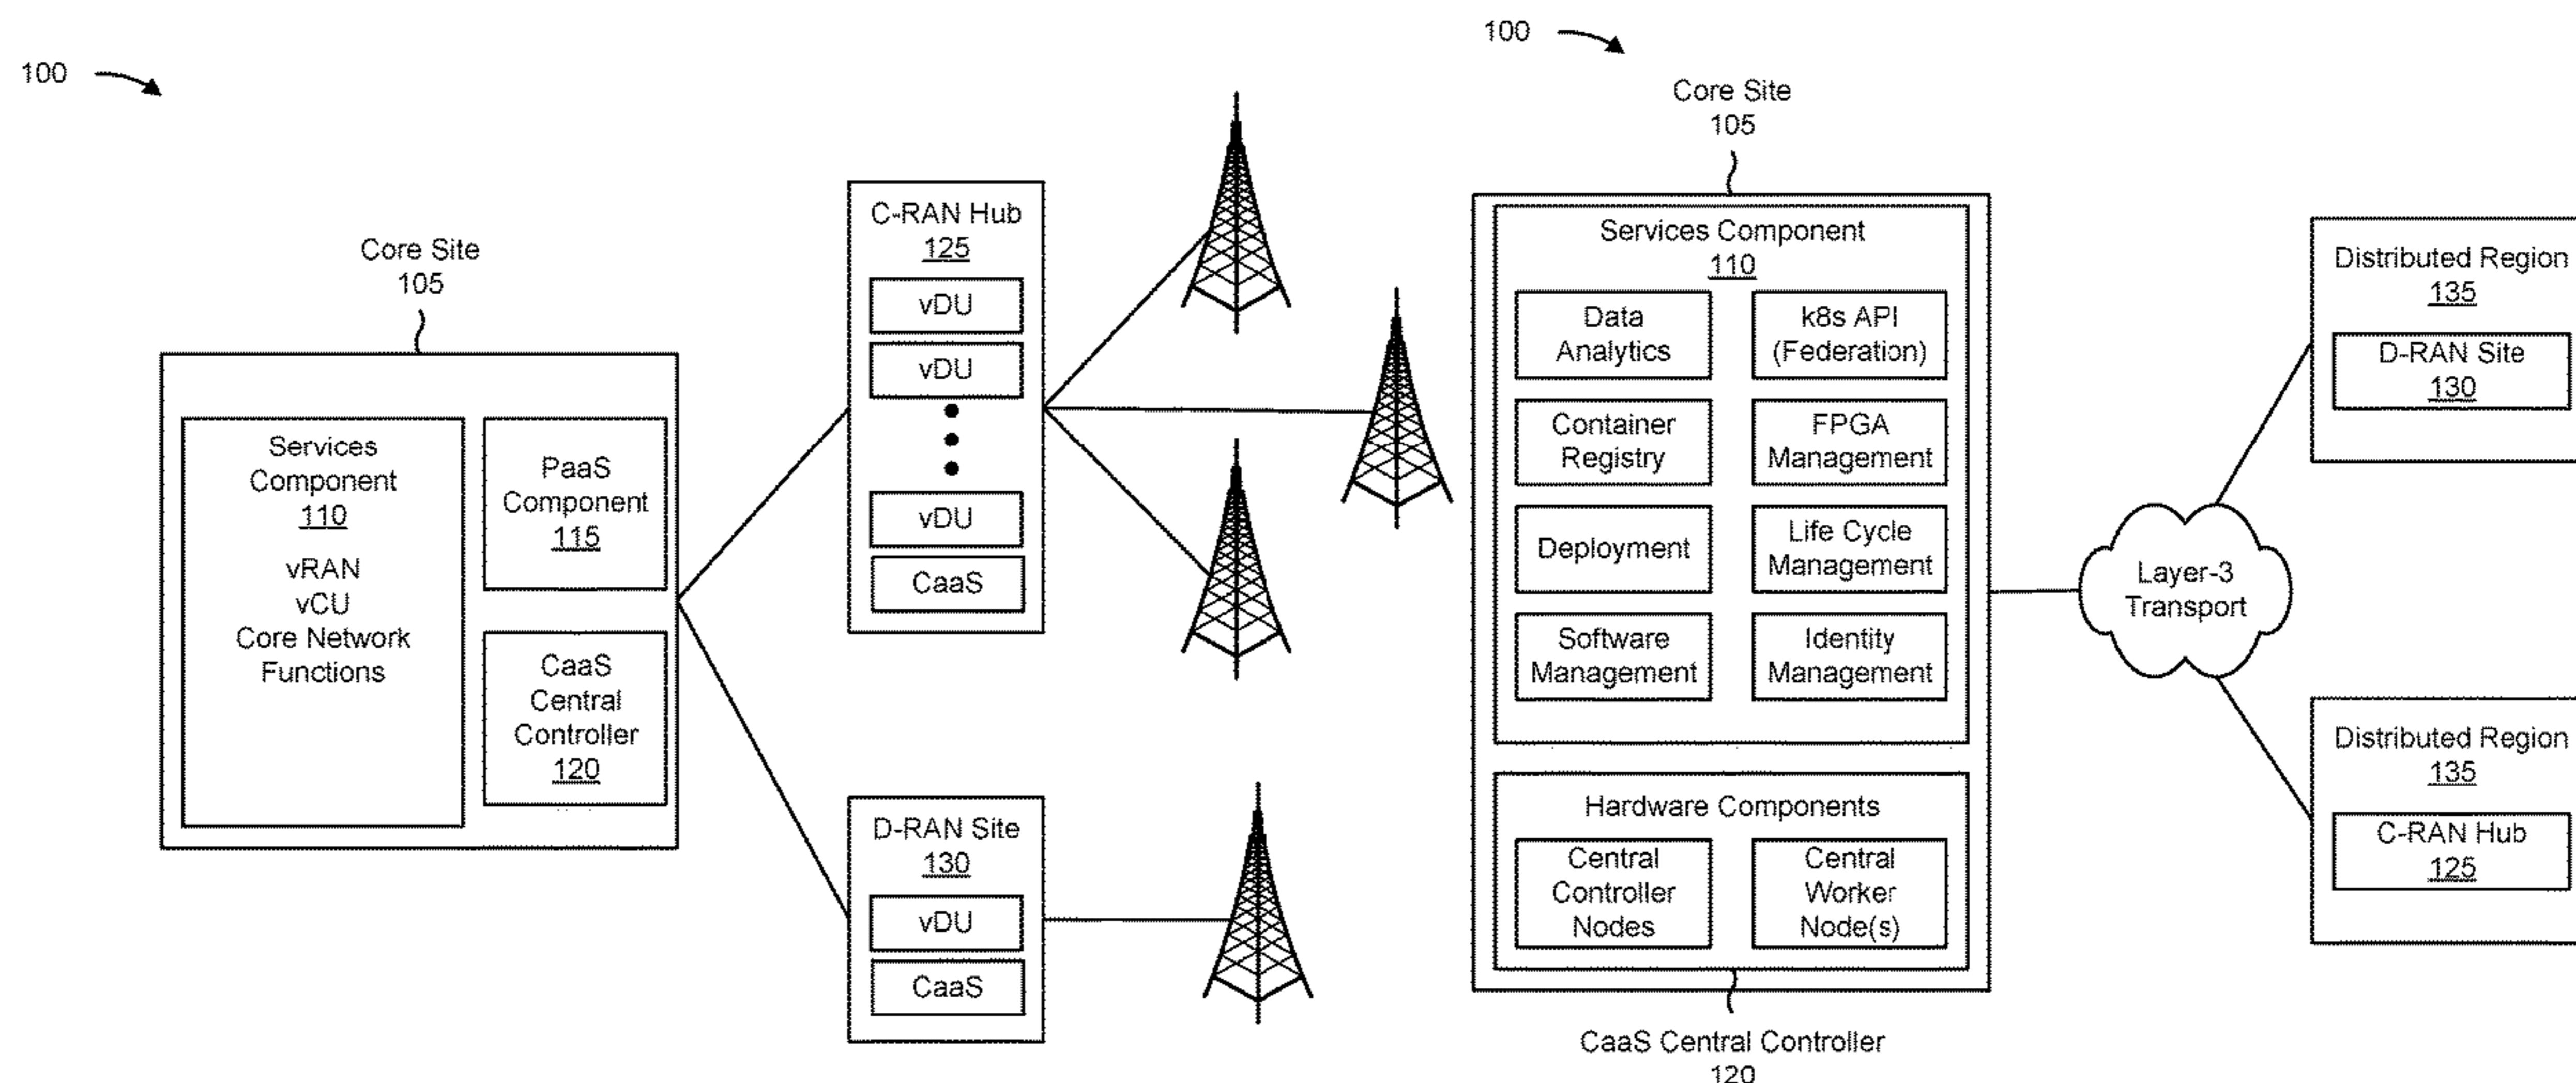 100
Core Site
105
Services
Component
110
vRAN
vCU
Core Network
Functions
PaaS
Component
115
CaaS
Central
Controller
120
C-RAN Hub
125
vDU
vDU
vDU
CaaS
D-RAN Site
130
vDU
CaaS
100
Core Site
105
Services Component
110
Data
Analytics
k8s API
(Federation)
Container
Registry
FPGA
Management
Deployment
Life Cycle
Management
Software
Management
Identity
Management
Hardware Components
Central
Controller
Nodes
Central
Worker
Node(s)
CaaS Central Controller
120
Layer-3
Transport
Distributed Region
135
D-RAN Site
130
Distributed Region
135
C-RAN Hub
125